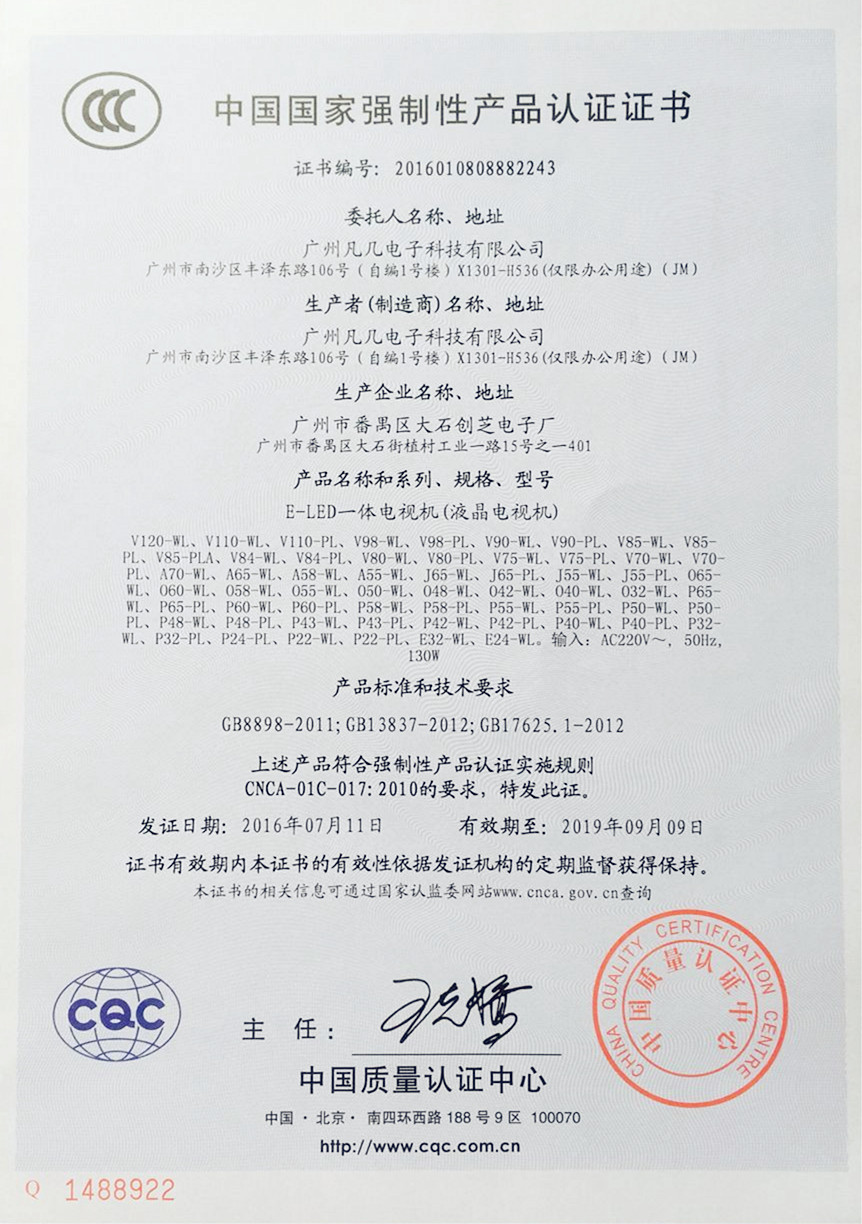 CCC
中国国家强制性产品认证证书
证书编号: 2016010808882243
委托人名称、地址
广州凡几电子科技有限公司
广州市南沙区丰泽东路106号(自编1号楼)X1301-H536(仅限办公用途)(JM)
生产者(制造商)名称、地址
广州凡几电子科技有限公司
广州市南沙区丰泽东路106号(自编1号楼)X1301-H536(仅限办公用途)(JM)
生产企业名称、地址
广州市番禺区大石创芝电子厂
广州市番禺区大石街植村工业一路15号之一401
产品名称和系列、规格、型号
E-LED一体电视机(液晶电视机)
V120-WL、V110-WL、V110-PL、V98-WL、V98-PL、V90-WL、V90-PL、V85-WL、V85-
PL、V85-PLA、V84-WL、V84-PL、V80-WL、V80-PL、V75-WL、V75-PL、V70-WL、V70-
PL、A70-WL、A65-WL、A58-WL、A55-WL、J65-WL、J65-PL、J55-WL、J55-PL、O65-
WL、O60-WL、O58-WL、O55-WL、O50-WL、O48-WL、O42-WL、O40-WL、O32-WL、P65-
WL、P65-PL、P60-WL、P60-PL、P58-WL、P58-PL、P55-WL、P55-PL、P50-WL、P50-
PL、P48-WL、P48-PL、P43-WL、P43-PL、P42-WL、P42-PL、P40-WL、P40-PL、P32-
WL、P32-PL、P24-PL、P22-WL、P22-PL、E32-WL、E24-WL。输入: AC220V～, 50Hz,
130W
产品标准和技术要求
GB8898-2011;GB13837-2012;GB17625.1-2012
上述产品符合强制性产品认证实施规则
CNCA-01C-017:2010的要求，特发此证。
发证日期: 2016年07月11日 有效期至: 2019年09月09日
证书有效期内本证书的有效性依据发证机构的定期监督获得保持。
本证书的相关信息可通过国家认监委网站www.cnca.gov.cn查询
CHINA QUALITY CERTIFICATION CENTRE
中国质量认证中心
CQC
主 任:
中国质量认证中心
中国·北京·南四环西路 188 号 9 区 100070
http://www.cqc.com.cn
Q 1488922